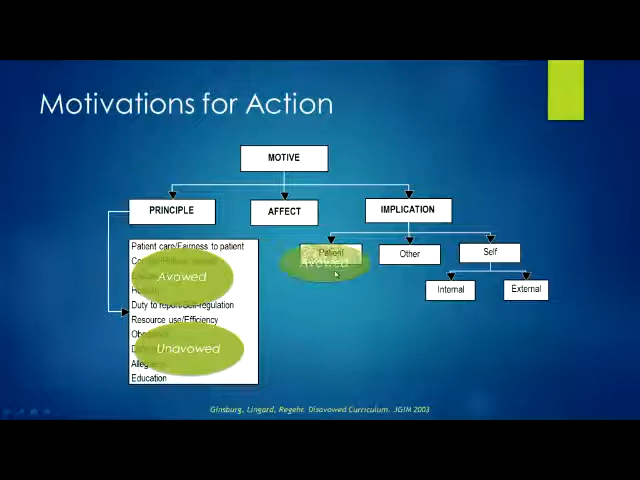 Motivations for Action
MOTIVE
PRINCIPLE
AFFECT
IMPLICATION
Patient care/Fairness to patient
Avowed
Duty to report/Self-regulation
Resource use/Efficiency
Unavowed
Education
Patient
Avowed
Other
Self
Internal
External
Ginsburg, Lingard, Regehr. Disavowed Curriculum. JGIM 2003